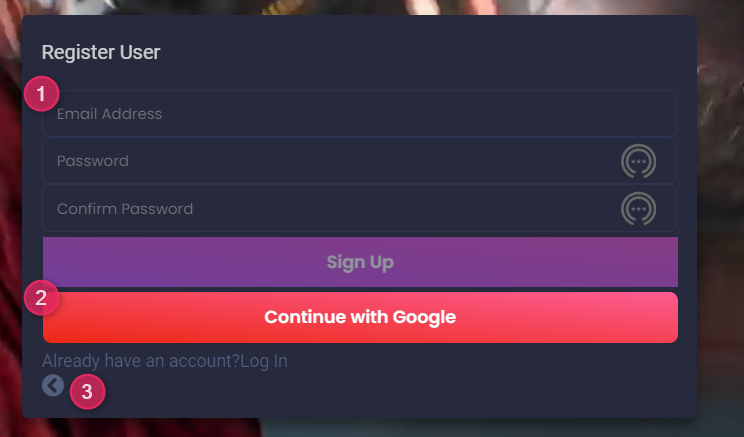 Register User
1
Email Address
Password
Confirm Password
Sign Up
2
Continue with Google
Already have an account?Log In
3